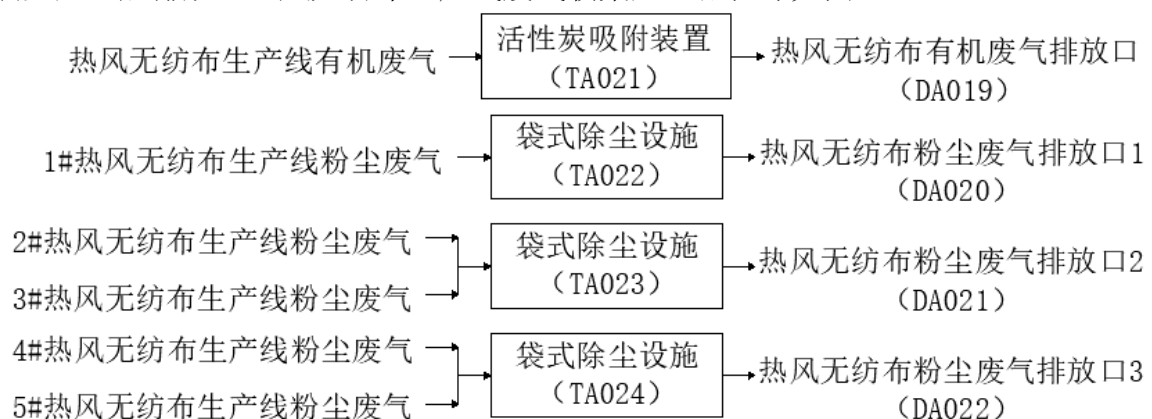 热风无纺布生产线有机废气
活性炭吸附装置
（TA021）
热风无纺布有机废气排放口
（DA019）
1#热风无纺布生产线粉尘废气
袋式除尘设施
（TA022）
热风无纺布粉尘废气排放口1
（DA020）
2#热风无纺布生产线粉尘废气
3#热风无纺布生产线粉尘废气
袋式除尘设施
（TA023）
热风无纺布粉尘废气排放口2
（DA021）
4#热风无纺布生产线粉尘废气
5#热风无纺布生产线粉尘废气
袋式除尘设施
（TA024）
热风无纺布粉尘废气排放口3
（DA022）